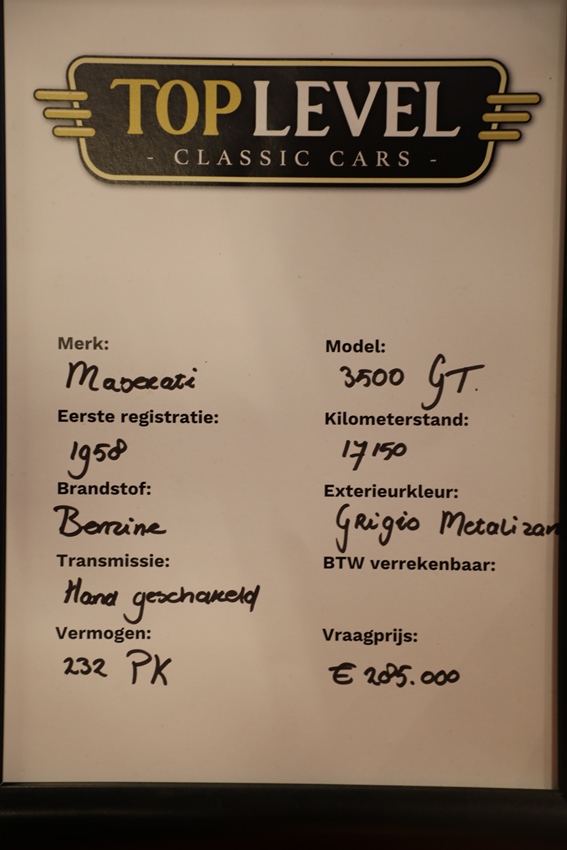 TOP LEVEL
- CLASSIC CARS -
Merk:
Maserati
Model:
3500 GT.
Eerste registratie:
1958
Kilometerstand:
17150
Brandstof:
Benzine
Exterieurkleur:
Grigio Metalizan
Transmissie:
Hand geschakeld
BTW verrekenbaar:
Vermogen:
232 PK
Vraagprijs:
€ 285.000